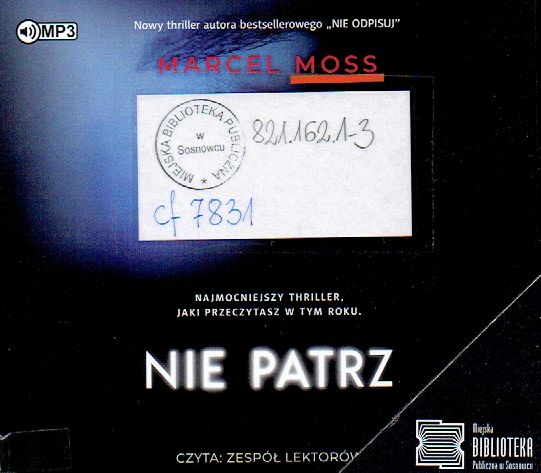 MP3
Nowy thriller autora bestsellerowego „NIE ODPISUJ”
MARCEL MOSS
MIEJSKA BIBLIOTEKA PUBLICZNA
w
Sosnowcu
*
821.162.1-3
cf 7831
NAJMOCNIEJSZY THRILLER,
JAKI PRZECZYTASZ W TYM ROKU.
NIE PATRZ
CZYTA: ZESPÓŁ LEKTORÓW
Miejska
BIBLIOTEKA
Publiczna w Sosnowcu